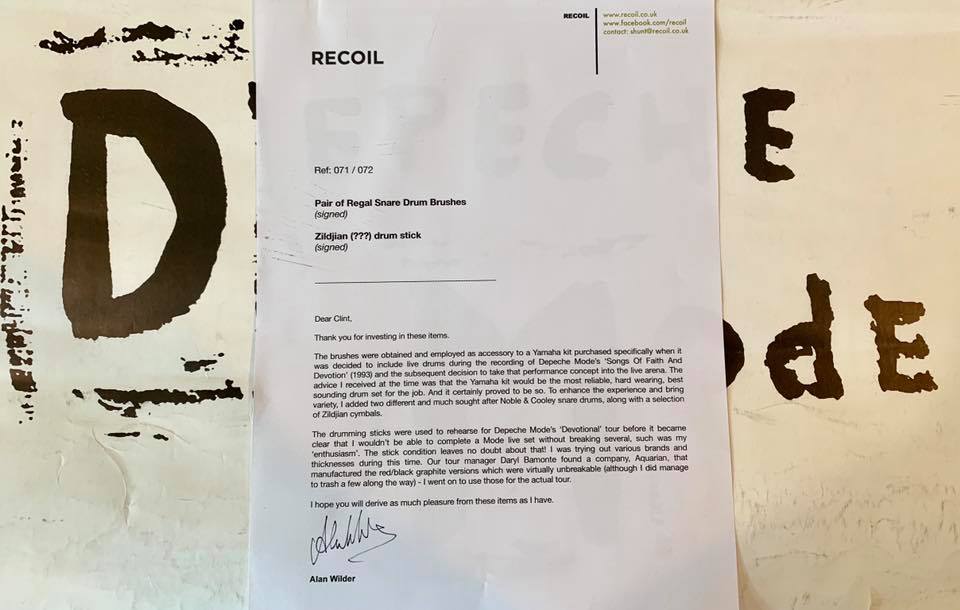 RECOIL
www.recoil.co.uk
www.facebook.com/recoil
contact: shunt@recoil.co.uk
RECOIL
DEPECHE
E
D
odE
Ref: 071 / 072
Pair of Regal Snare Drum Brushes
(signed)
Zildjian (???) drum stick
(signed)
Dear Clint,
Thank you for investing in these items.
The brushes were obtained and employed as accessory to a Yamaha kit purchased specifically when it
was decided to include live drums during the recording of Depeche Mode's 'Songs Of Faith And
Devotion' (1993) and the subsequent decision to take that performance concept into the live arena. The
advice I received at the time was that the Yamaha kit would be the most reliable, hard wearing, best
sounding drum set for the job. And it certainly proved to be so. To enhance the experience and bring
variety, I added two different and much sought after Noble & Cooley snare drums, along with a selection
of Zildjian cymbals.
The drumming sticks were used to rehearse for Depeche Mode's 'Devotional' tour before it became
clear that I wouldn't be able to complete a Mode live set without breaking several, such was my
'enthusiasm'. The stick condition leaves no doubt about that! I was trying out various brands and
thicknesses during this time. Our tour manager Daryl Bamonte found a company, Aquarian, that
manufactured the red/black graphite versions which were virtually unbreakable (although I did manage
to trash a few along the way) - I went on to use those for the actual tour.
I hope you will derive as much pleasure from these items as I have.
Alan Wilder